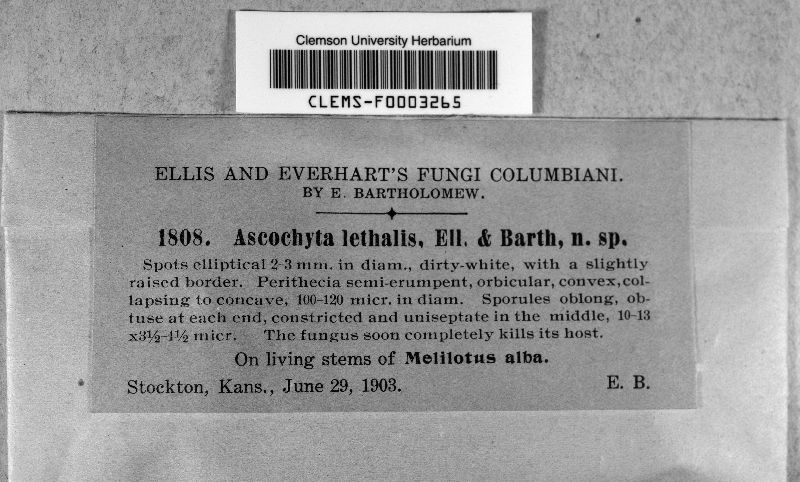 Clemson University Herbarium
CLEMS-F0003265
ELLIS AND EVERHART'S FUNGI COLUMBIANI.
BY E. BARTHOLOMEW.
1808. Ascochyta lethalis, Ell. & Barth, n. sp.
Spots elliptical 2-3 mm. in diam., dirty-white, with a slightly
raised border. Perithecia semi-erumpent, orbicular, convex, col-
lapsing to concave, 100-120 micr. in diam. Sporules oblong, ob-
tuse at each end, constricted and uniseptate in the middle, 10-13
x3½-4½ micr. The fungus soon completely kills its host.
On living stems of Melilotus alba.
Stockton, Kans., June 29, 1903. E. B.